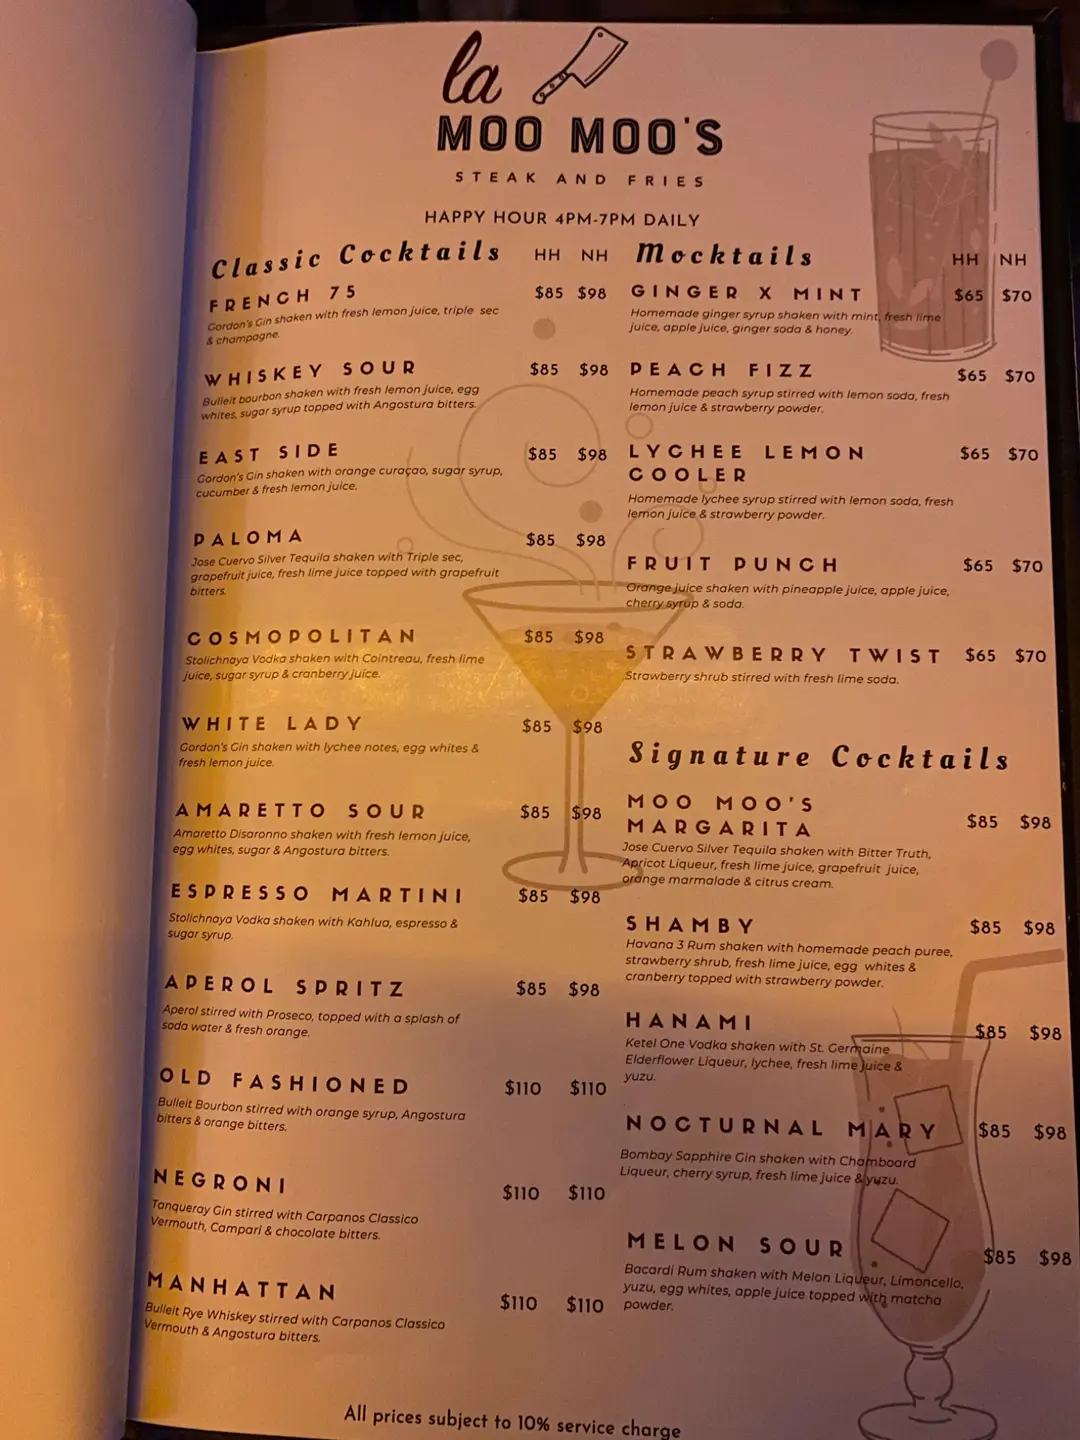 la
MOO MOO'S
STEAK AND FRIES
HAPPY HOUR 4PM-7PM DAILY
Classic Cocktails HH NH
FRENCH 75 $85 $98
Gordon's Gin shaken with fresh lemon juice, triple sec
& champagne.
WHISKEY SOUR $85 $98
Bulleit bourbon shaken with fresh lemon juice, egg
whites, sugar syrup topped with Angostura bitters.
EAST SIDE $85 $98
Gordon's Gin shaken with orange curaçao, sugar syrup,
cucumber & fresh lemon juice.
PALOMA $85 $98
Jose Cuervo Silver Tequila shaken with Triple sec,
grapefruit juice, fresh lime juice topped with grapefruit
bitters.
COSMOPOLITAN $85 $98
Stolichnaya Vodka shaken with Cointreau, fresh lime
juice, sugar syrup & cranberry juice.
WHITE LADY $85 $98
Gordon's Gin shaken with lychee notes, egg whites &
fresh lemon juice.
AMARETTO SOUR $85 $98
Amaretto Disaronno shaken with fresh lemon juice,
egg whites, sugar & Angostura bitters.
ESPRESSO MARTINI $85 $98
Stolichnaya Vodka shaken with Kahlua, espresso &
sugar syrup.
APEROL SPRITZ $85 $98
Aperol stirred with Proseco, topped with a splash of
soda water & fresh orange.
OLD FASHIONED $110 $110
Bulleit Bourbon stirred with orange syrup, Angostura
bitters & orange bitters.
NEGRONI $110 $110
Tanqueray Gin stirred with Carpanos Classico
Vermouth, Campari & chocolate bitters.
MANHATTAN $110 $110
Bulleit Rye Whiskey stirred with Carpanos Classico
Vermouth & Angostura bitters.
Mocktails HH NH
GINGER X MINT $65 $70
Homemade ginger syrup shaken with mint, fresh lime
juice, apple juice, ginger soda & honey.
PEACH FIZZ $65 $70
Homemade peach syrup stirred with lemon soda, fresh
lemon juice & strawberry powder.
LYCHEE LEMON $65 $70
COOLER
Homemade lychee syrup stirred with lemon soda, fresh
lemon juice & strawberry powder.
FRUIT PUNCH $65 $70
Orange juice shaken with pineapple juice, apple juice,
cherry syrup & soda.
STRAWBERRY TWIST $65 $70
Strawberry shrub stirred with fresh lime soda.
Signature Cocktails
MOO MOO'S
MARGARITA $85 $98
Jose Cuervo Silver Tequila shaken with Bitter Truth,
Apricot Liqueur, fresh lime juice, grapefruit juice,
orange marmalade & citrus cream.
SHAMBY $85 $98
Havana 3 Rum shaken with homemade peach puree,
strawberry shrub, fresh lime juice, egg whites &
cranberry topped with strawberry powder.
HANAMI $85 $98
Ketel One Vodka shaken with St. Germaine
Elderflower Liqueur, lychee, fresh lime juice &
yuzu.
NOCTURNAL MARY $85 $98
Bombay Sapphire Gin shaken with Chamboard
Liqueur, cherry syrup, fresh lime juice & yuzu.
MELON SOUR $85 $98
Bacardi Rum shaken with Melon Liqueur, Limoncello,
yuzu, egg whites, apple juice topped with matcha
powder.
All prices subject to 10% service charge